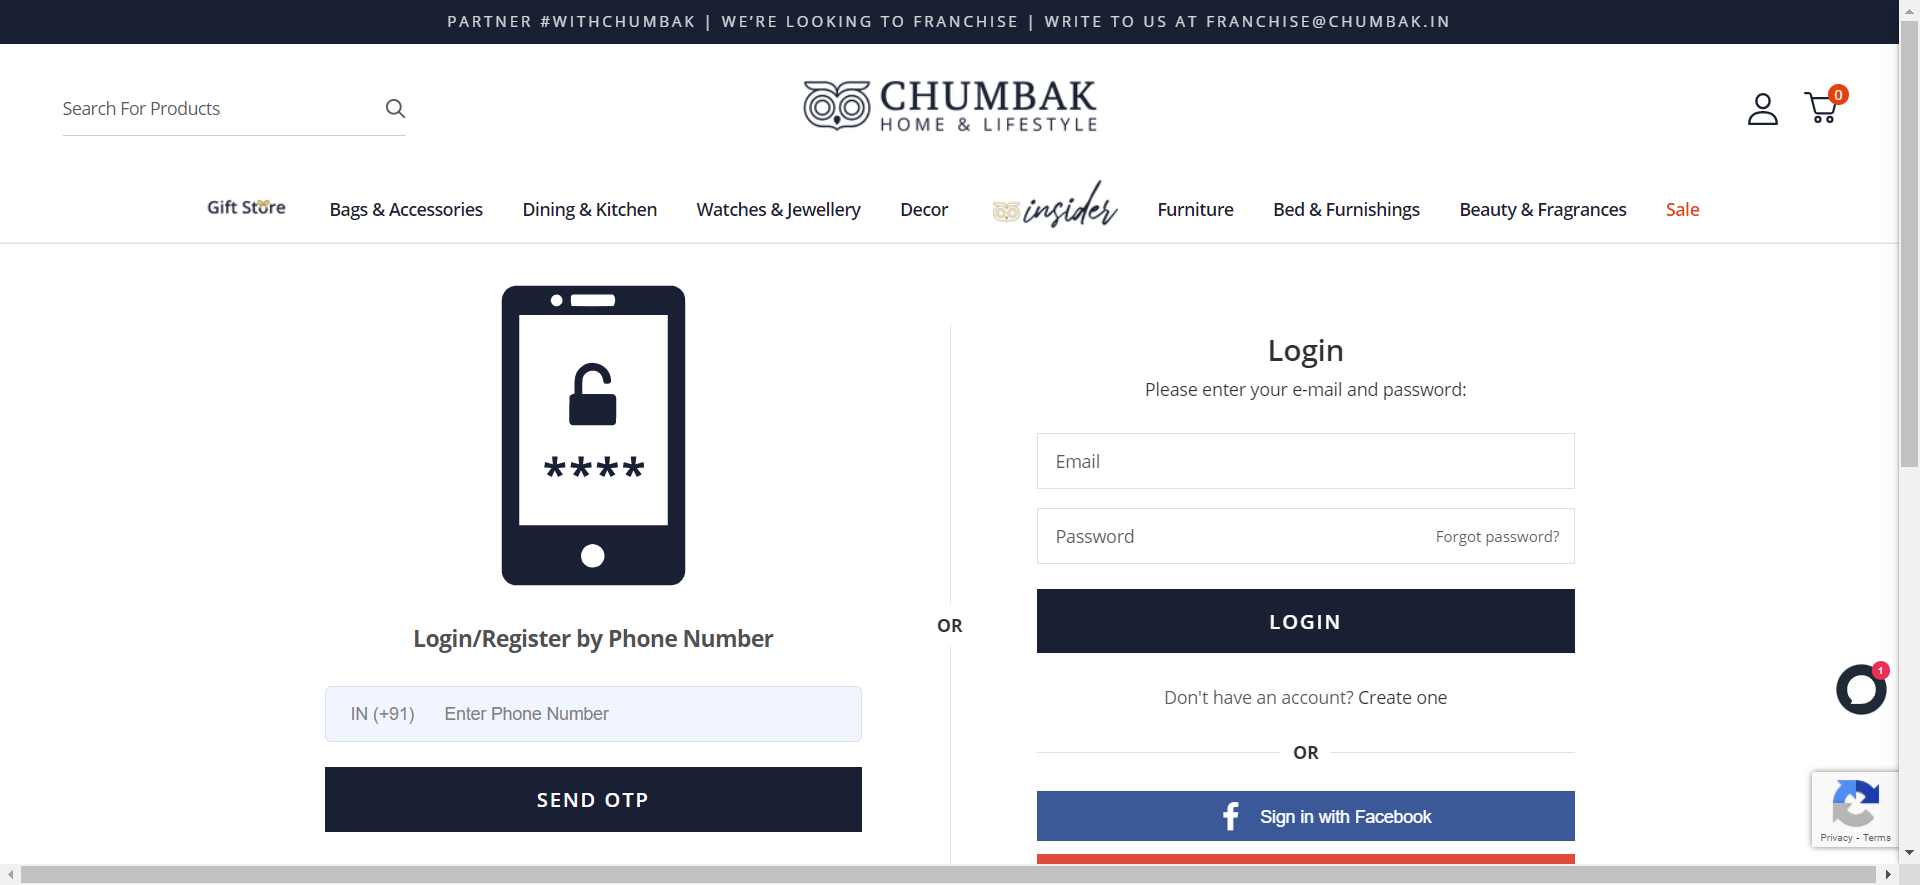 PARTNER #WITHCHUMBAK | WE'RE LOOKING TO FRANCHISE | WRITE TO US AT FRANCHISE@CHUMBAK.IN
Search For Products
CHUMBAK
HOME & LIFESTYLE
0
Gift Store
Bags & Accessories
Dining & Kitchen
Watches & Jewellery
Decor
insider
Furniture
Bed & Furnishings
Beauty & Fragrances
Sale
****
Login/Register by Phone Number
IN (+91) Enter Phone Number
SEND OTP
OR
Login
Please enter your e-mail and password:
Email
Password
Forgot password?
LOGIN
Don't have an account? Create one
OR
Sign in with Facebook
1
Privacy - Terms